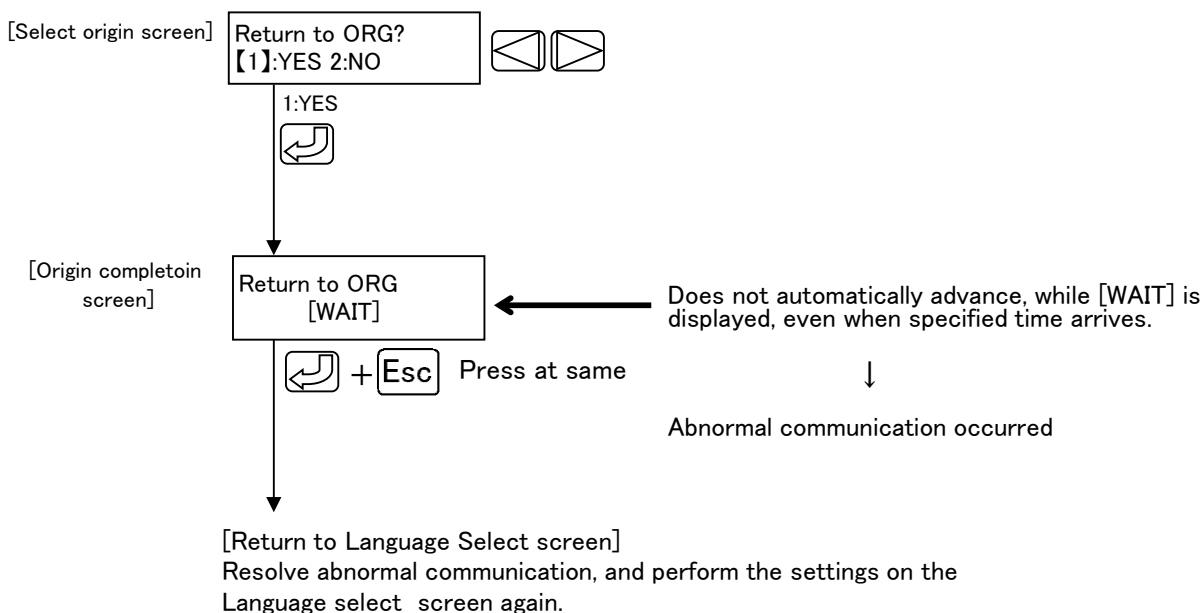 [Select origin screen]
Return to ORG?
【1】:YES 2:NO
1:YES
[Origin completoin
screen]
Return to ORG
[WAIT]
Does not automatically advance, while [WAIT] is
displayed, even when specified time arrives.
↓
+ Esc Press at same
Abnormal communication occurred
[Return to Language Select screen]
Resolve abnormal communication, and perform the settings on the
Language select screen again.